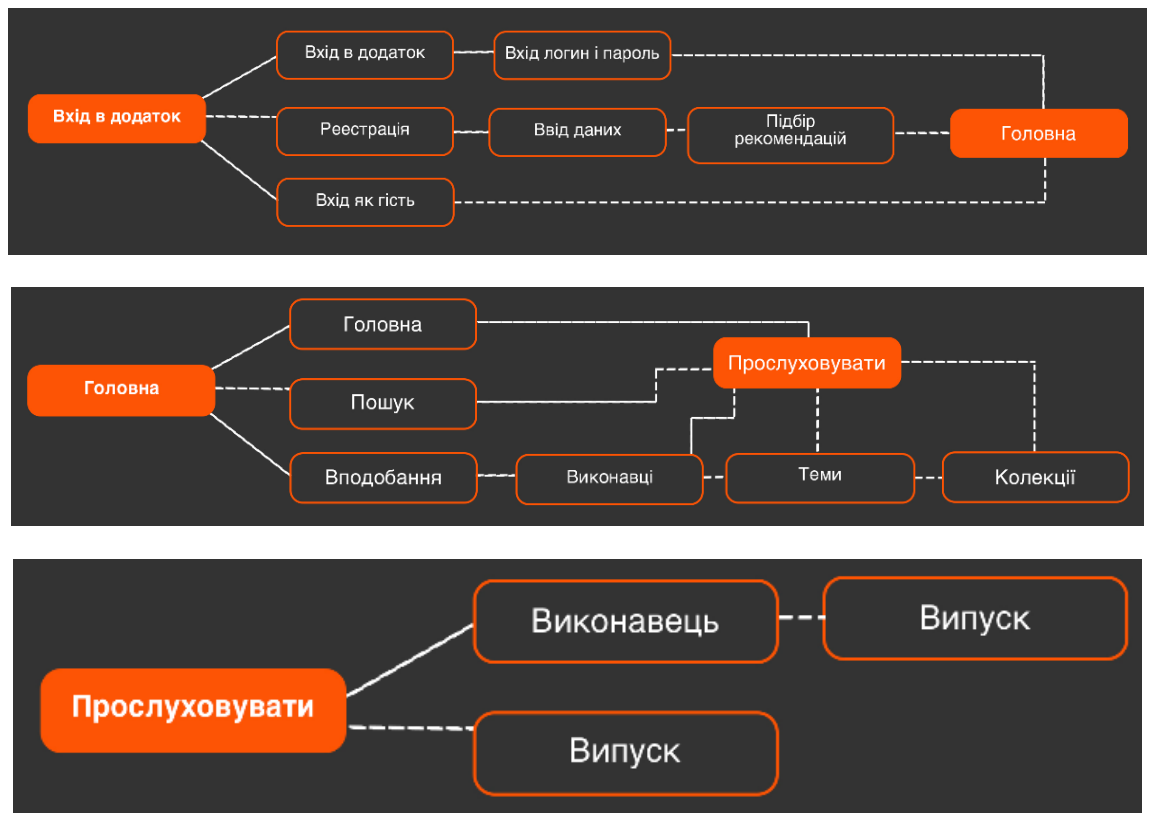 Вхід в додаток
Вхід в додаток
Вхід логин і пароль
Реестрація
Ввід даних
Підбір
рекомендацій
Головна
Вхід як гість
Головна
Головна
Прослуховувати
Пошук
Вподобання
Виконавці
Теми
Колекції
Прослуховувати
Виконавець
Випуск
Випуск